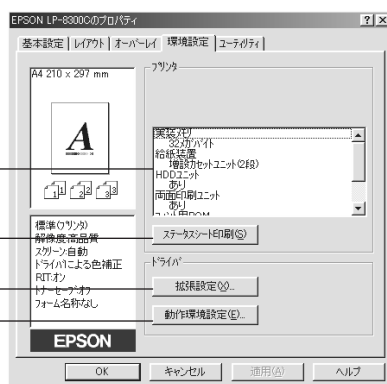 EPSON LP-8300Cのプロパティ
基本設定 レイアウト オーバーレイ 環境設定 ユーティリティ
A4 210 x 297 mm
A
1 1 2 2 3 3
標準(プリンタ)
解像度:高品質
スクリーン:自動
ドライバによる色補正
RIT:オン
トナーセーブ:オフ
フォーム名称なし
EPSON
プリンタ
実装メモリ
32メガバイト
給紙装置
増設カセットユニット(2段)
HDDユニット
あり
両面印刷ユニット
あり
ステータスシート印刷(S)
ドライバ
拡張設定(X)...
動作環境設定(E)...
OK キャンセル 適用(A) ヘルプ